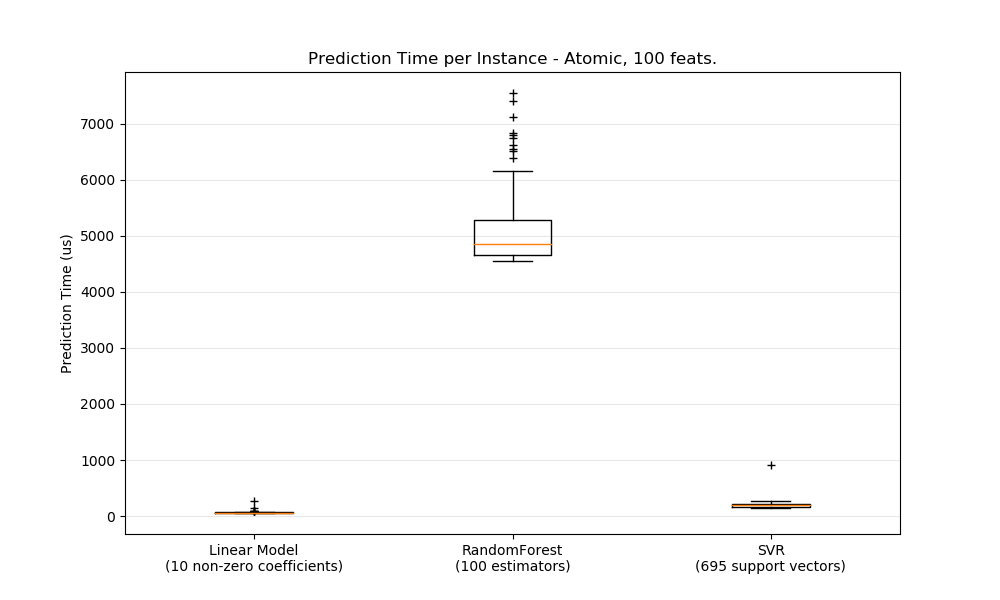 Prediction Time per Instance - Atomic, 100 feats.
Prediction Time (us)
7000
6000
5000
4000
3000
2000
1000
0
Linear Model
(10 non-zero coefficients)
RandomForest
(100 estimators)
SVR
(695 support vectors)